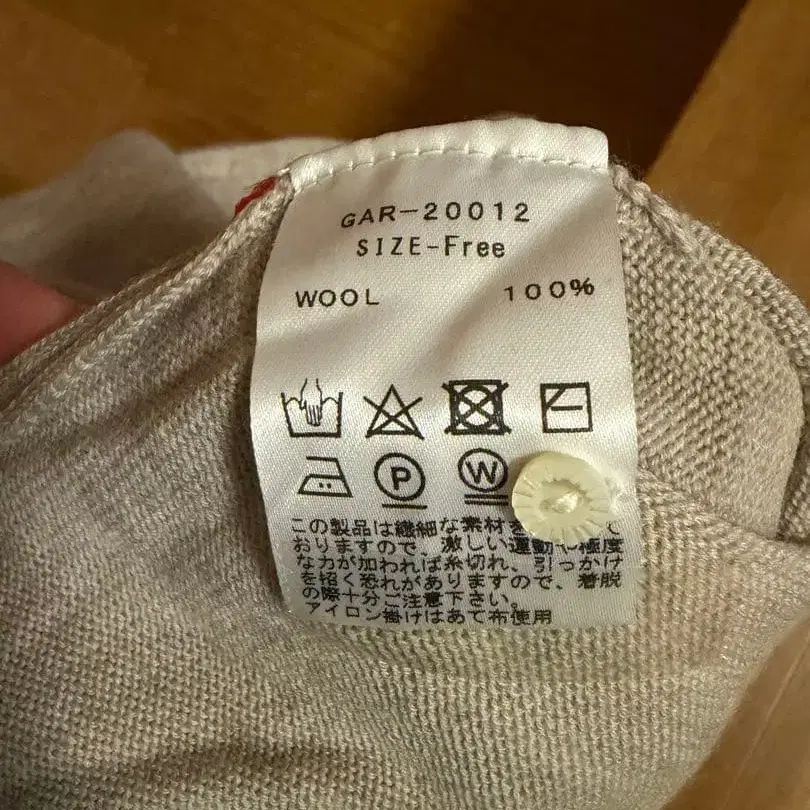 GAR-20012
SIZE-Free
WOOL 100%
P W
この製品は繊細な素材を
おりますので、激しい運動や極度
な力が加われば糸切れ、引っかけ
を招く恐れがありますので、着脱
の際十分ご注意下さい。
アイロン掛けはあて布使用